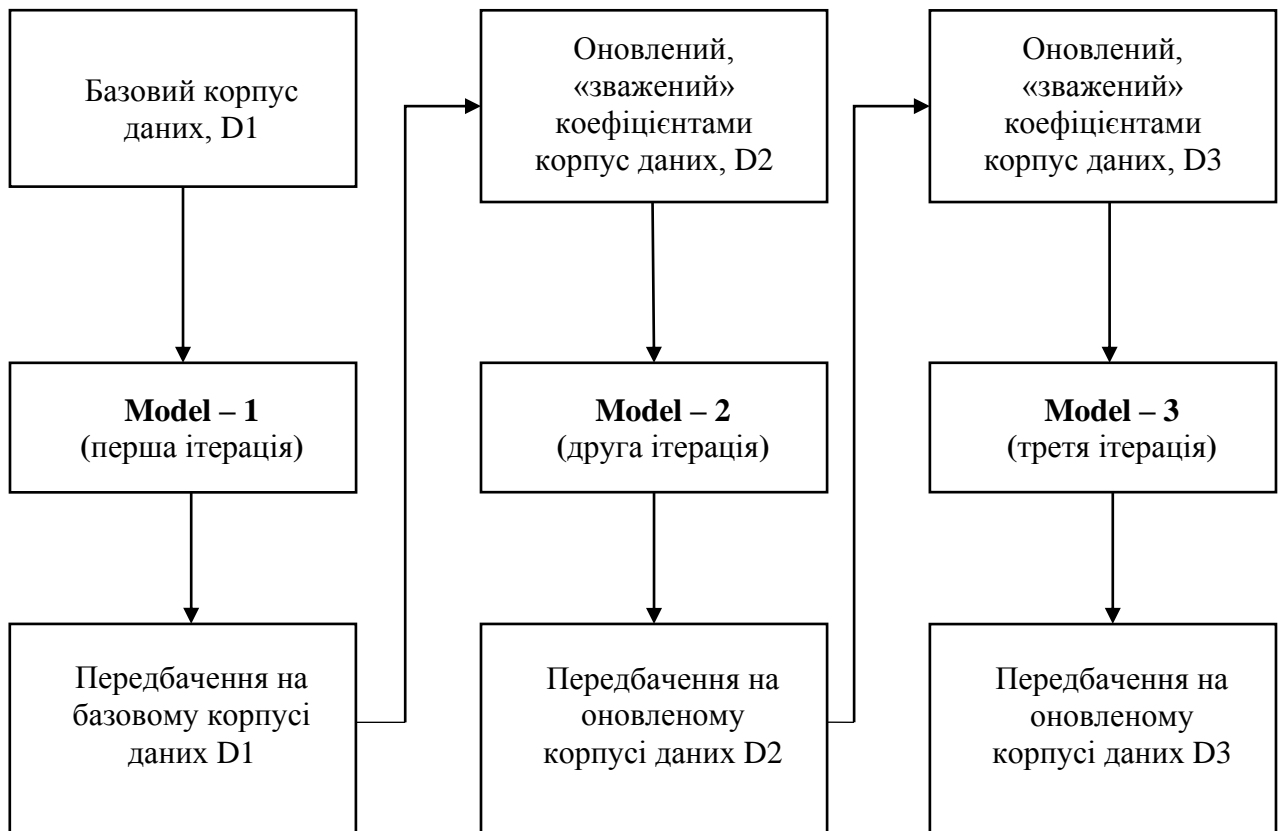 Базовий корпус
даних, D1
Model – 1
(перша ітерація)
Передбачення на
базовому корпусі
даних D1
Оновлений,
«зважений»
коефіцієнтами
корпус даних, D2
Model – 2
(друга ітерація)
Передбачення на
оновленому
корпусі даних D2
Оновлений,
«зважений»
коефіцієнтами
корпус даних, D3
Model – 3
(третя ітерація)
Передбачення на
оновленому
корпусі даних D3